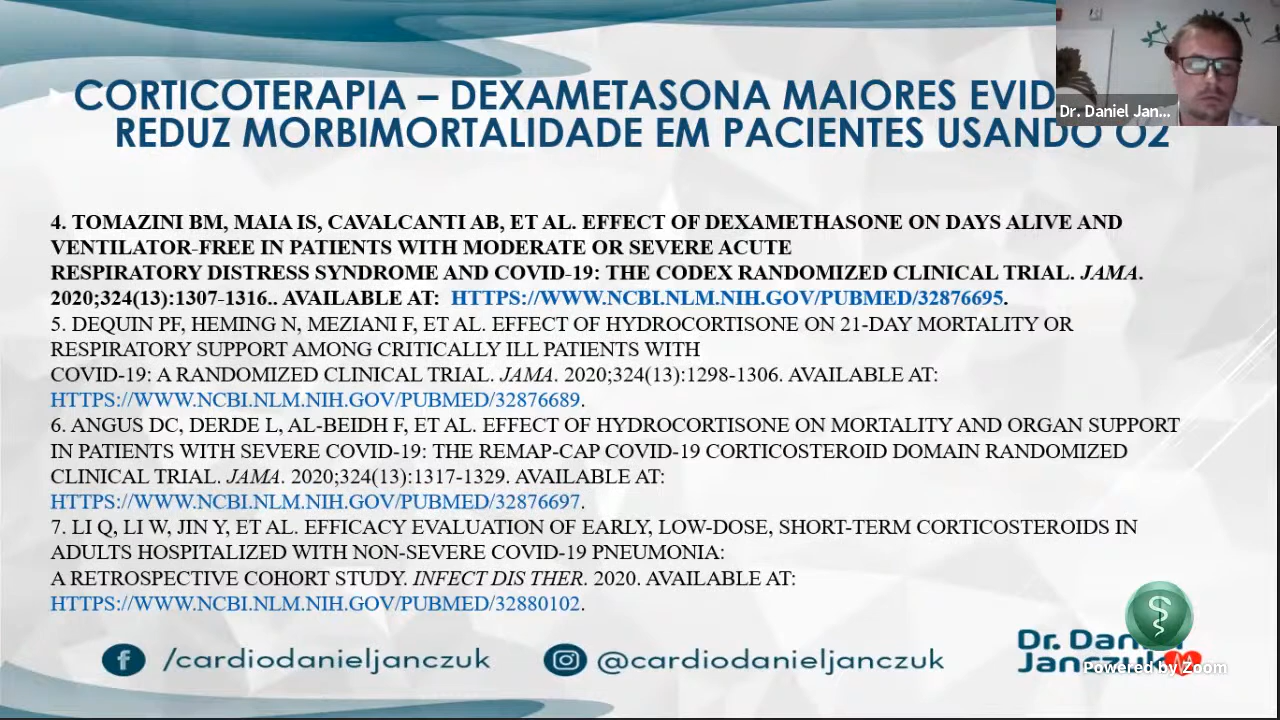 CORTICOTERAPIA – DEXAMETASONA MAIORES EVID
REDUZ MORBIMORTALIDADE EM PACIENTES USANDO O2
Dr. Daniel Jan...
4. TOMAZINI BM, MAIA IS, CAVALCANTI AB, ET AL. EFFECT OF DEXAMETHASONE ON DAYS ALIVE AND
VENTILATOR-FREE IN PATIENTS WITH MODERATE OR SEVERE ACUTE
RESPIRATORY DISTRESS SYNDROME AND COVID-19: THE CODEX RANDOMIZED CLINICAL TRIAL. JAMA.
2020;324(13):1307-1316.. AVAILABLE AT: HTTPS://WWW.NCBI.NLM.NIH.GOV/PUBMED/32876695.
5. DEQUIN PF, HEMING N, MEZIANI F, ET AL. EFFECT OF HYDROCORTISONE ON 21-DAY MORTALITY OR
RESPIRATORY SUPPORT AMONG CRITICALLY ILL PATIENTS WITH
COVID-19: A RANDOMIZED CLINICAL TRIAL. JAMA. 2020;324(13):1298-1306. AVAILABLE AT:
HTTPS://WWW.NCBI.NLM.NIH.GOV/PUBMED/32876689.
6. ANGUS DC, DERDE L, AL-BEIDH F, ET AL. EFFECT OF HYDROCORTISONE ON MORTALITY AND ORGAN SUPPORT
IN PATIENTS WITH SEVERE COVID-19: THE REMAP-CAP COVID-19 CORTICOSTEROID DOMAIN RANDOMIZED
CLINICAL TRIAL. JAMA. 2020;324(13):1317-1329. AVAILABLE AT:
HTTPS://WWW.NCBI.NLM.NIH.GOV/PUBMED/32876697.
7. LI Q, LI W, JIN Y, ET AL. EFFICACY EVALUATION OF EARLY, LOW-DOSE, SHORT-TERM CORTICOSTEROIDS IN
ADULTS HOSPITALIZED WITH NON-SEVERE COVID-19 PNEUMONIA:
A RETROSPECTIVE COHORT STUDY. INFECT DIS THER. 2020. AVAILABLE AT:
HTTPS://WWW.NCBI.NLM.NIH.GOV/PUBMED/32880102.
/cardiodanieljanczuk
@cardiodanieljanczuk
Dr. Dan
Jan
Powered by Zoom